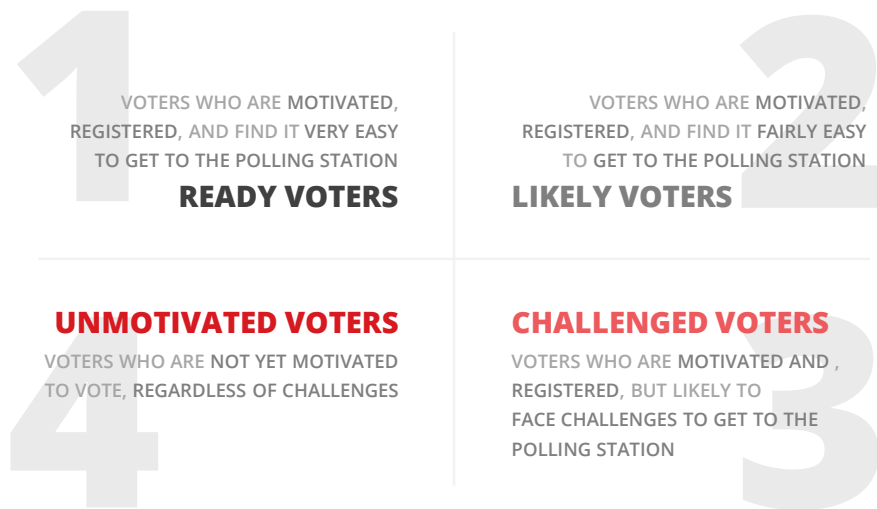 1
VOTERS WHO ARE MOTIVATED,
REGISTERED, AND FIND IT VERY EASY
TO GET TO THE POLLING STATION
READY VOTERS
2
VOTERS WHO ARE MOTIVATED,
REGISTERED, AND FIND IT FAIRLY EASY
TO GET TO THE POLLING STATION
LIKELY VOTERS
UNMOTIVATED VOTERS
VOTERS WHO ARE NOT YET MOTIVATED
TO VOTE, REGARDLESS OF CHALLENGES
4
CHALLENGED VOTERS
VOTERS WHO ARE MOTIVATED AND ,
REGISTERED, BUT LIKELY TO
FACE CHALLENGES TO GET TO THE
POLLING STATION
3